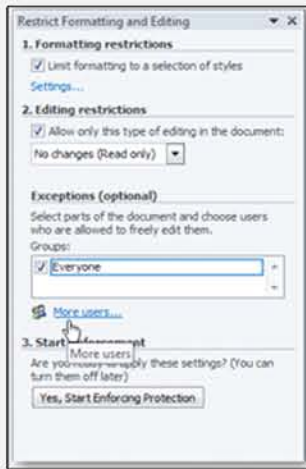 Restrict Formatting and Editing
1. Formatting restrictions
Limit formatting to a selection of styles
Settings...
2. Editing restrictions
Allow only this type of editing in the document:
No changes (Read only)
Exceptions (optional)
Select parts of the document and choose users
who are allowed to freely edit them.
Groups:
Everyone
More users...
3. Start Enforcement
More users
Are you ready to apply these settings? (You can
turn them off later)
Yes, Start Enforcing Protection